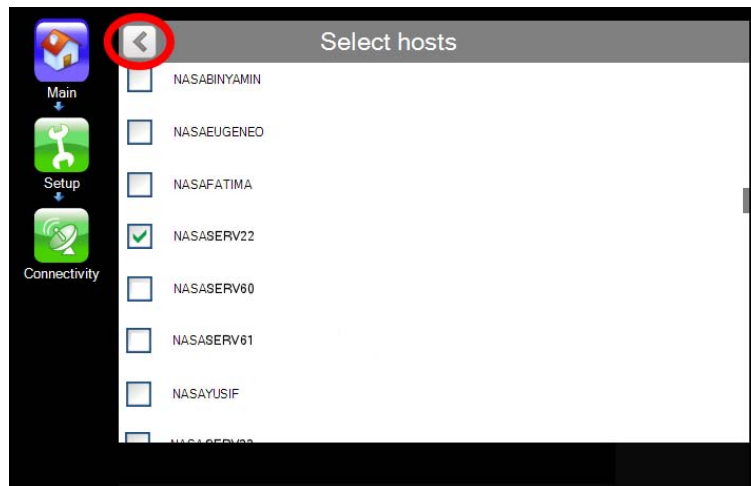 Select hosts
Main
Setup
Connectivity
NASABINYAMIN
NASAEUGENEO
NASAFATIMA
NASASERV22
NASASERV60
NASASERV61
NASAYUSIF